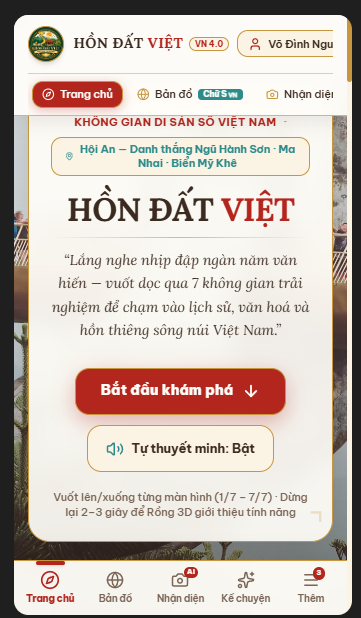 HỒN ĐẤT VIỆT VN 4.0 Võ Đình Ngu
Trang chủ Bản đồ Chữ S VN Nhận diện
KHÔNG GIAN DI SẢN SỐ VIỆT NAM ·
Hội An — Danh thắng Ngũ Hành Sơn · Ma
Nhai · Biển Mỹ Khê
HỒN ĐẤT VIỆT
“Lắng nghe nhịp đập ngàn năm văn
hiến — vuốt dọc qua 7 không gian trải
nghiệm để chạm vào lịch sử, văn hoá và
hồn thiêng sông núi Việt Nam.”
Bắt đầu khám phá ↓
Tự thuyết minh: Bật
Vuốt lên/xuống từng màn hình (1/7 – 7/7) · Dừng
lại 2–3 giây để Rồng 3D giới thiệu tính năng
AI 3
Trang chủ Bản đồ Nhận diện Kể chuyện Thêm